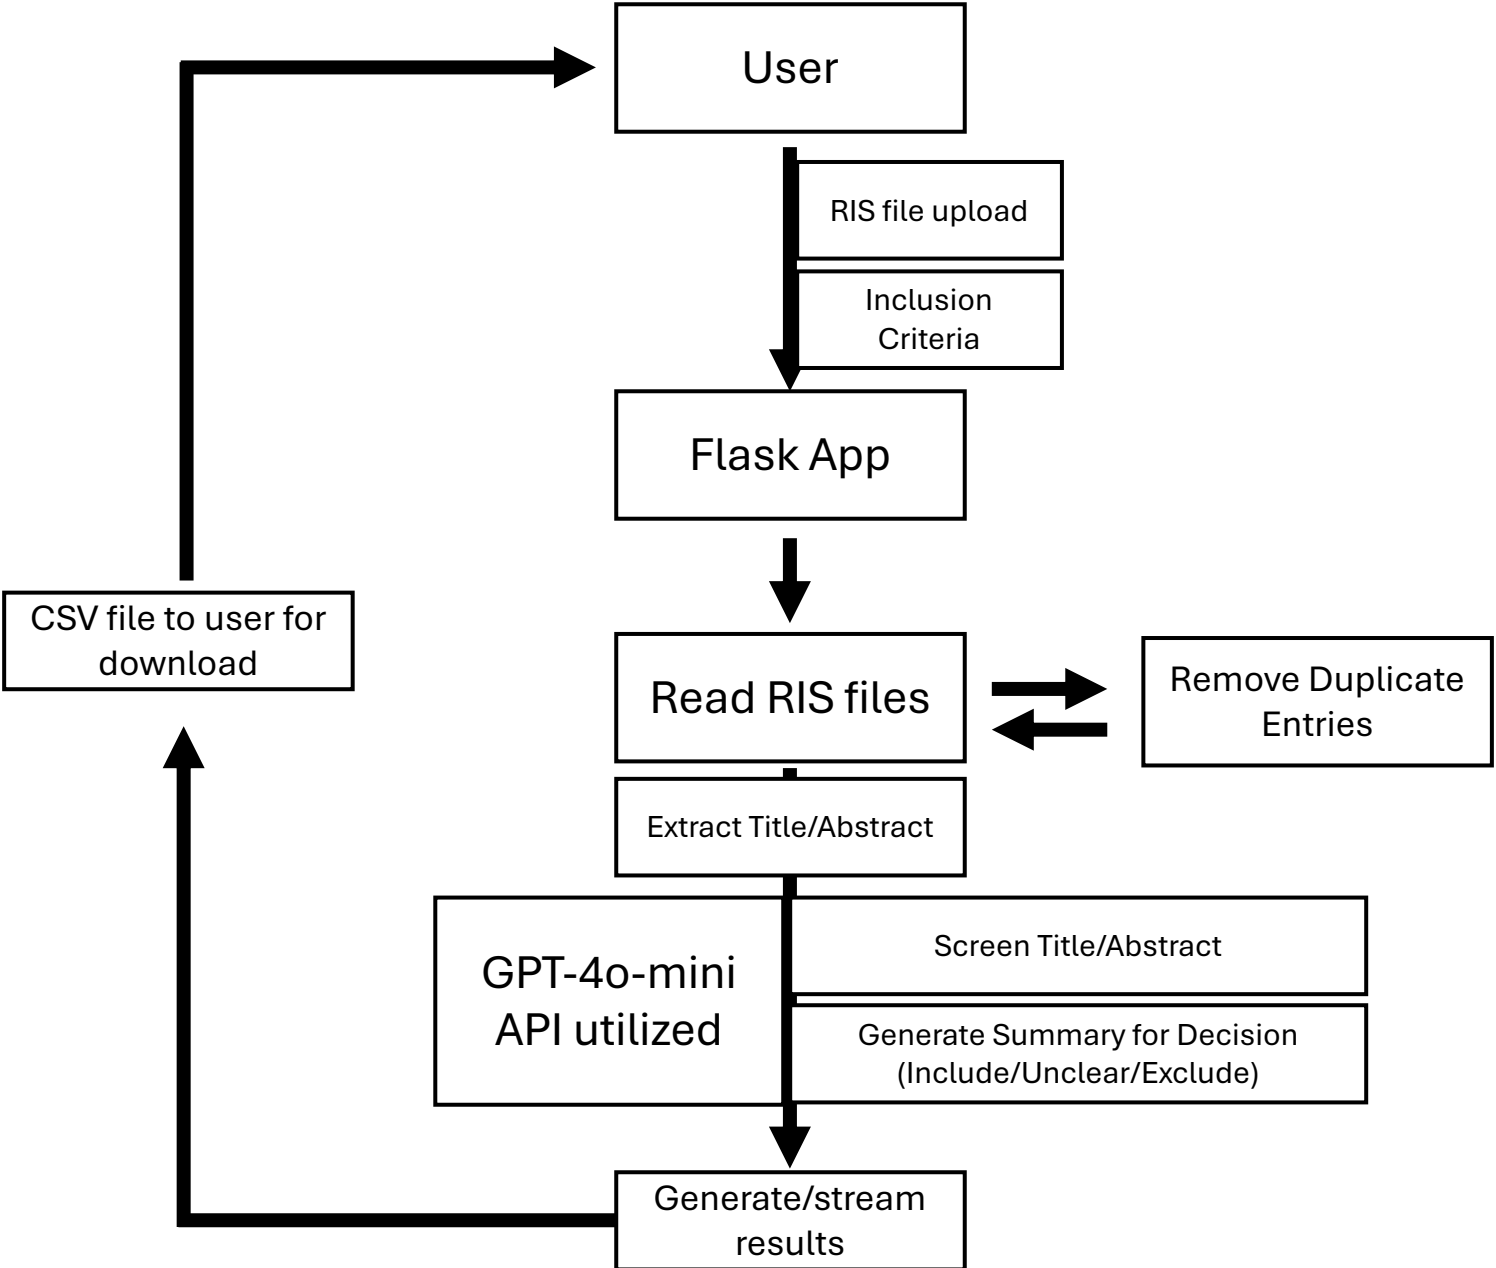 User
RIS file upload
Inclusion
Criteria
Flask App
CSV file to user for
download
Read RIS files
Remove Duplicate
Entries
Extract Title/Abstract
GPT-4o-mini
API utilized
Screen Title/Abstract
Generate Summary for Decision
(Include/Unclear/Exclude)
Generate/stream
results